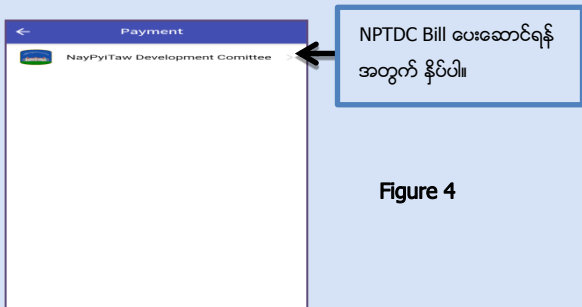 Payment
NayPyiTaw Development Comittee
NPTDC Bill ပေးဆောင်ရန်
အတွက် နှိပ်ပါ။
Figure 4